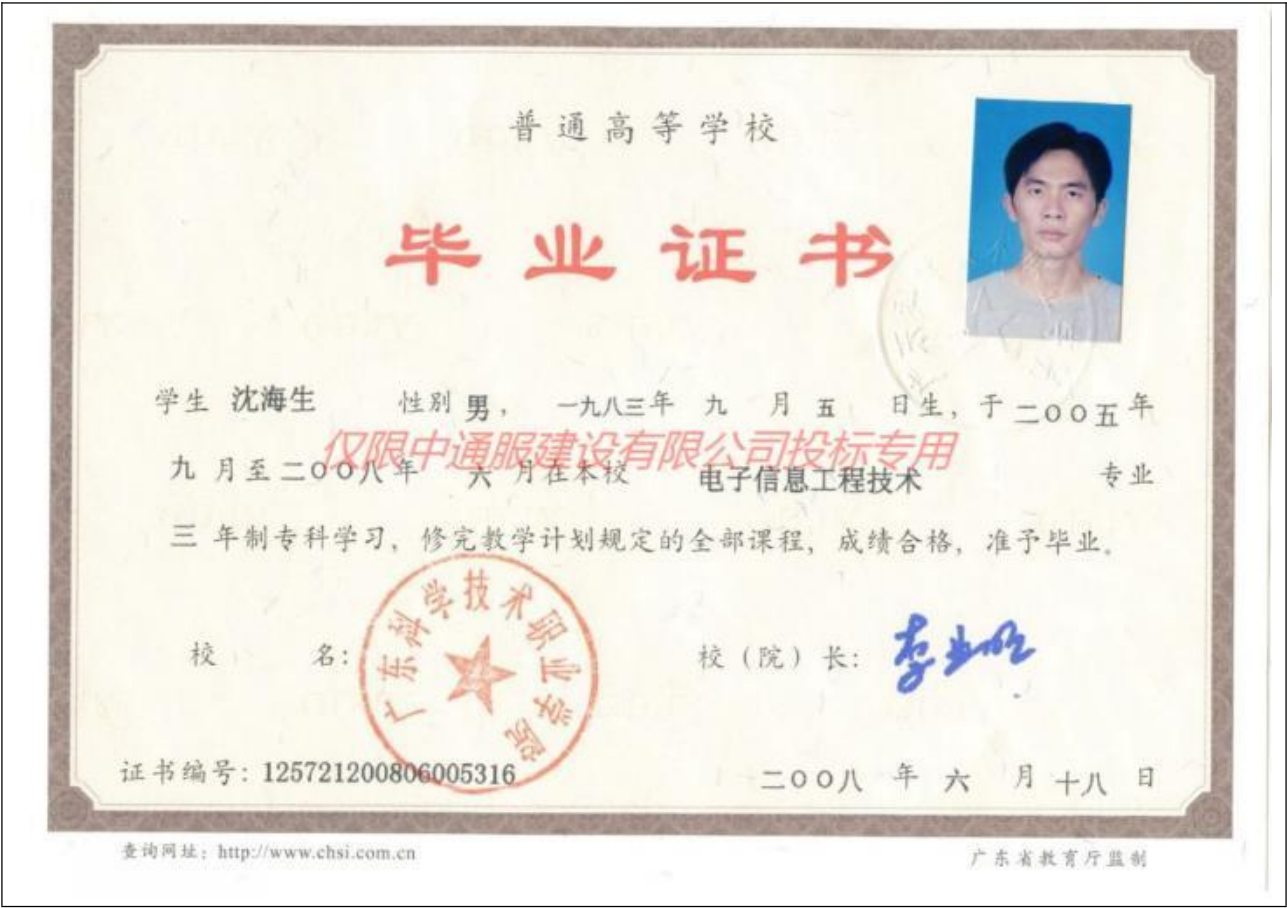 普通高等学校
毕业证书
学生 沈海生 性别 男， 一九八三年 九 月 五 日生，于 二〇〇五 年
仅限中通服建设有限公司投标专用
九 月至 二〇〇八 年 六 月在本校 电子信息工程技术 专业
三 年制专科学习，修完教学计划规定的全部课程，成绩合格，准予毕业。
广东科学技术职业学院
校 名： 校（院）长：
证书编号：125721200806005316 二〇〇八 年 六 月 十八 日
查询网址：http://www.chsi.com.cn 广东省教育厅监制